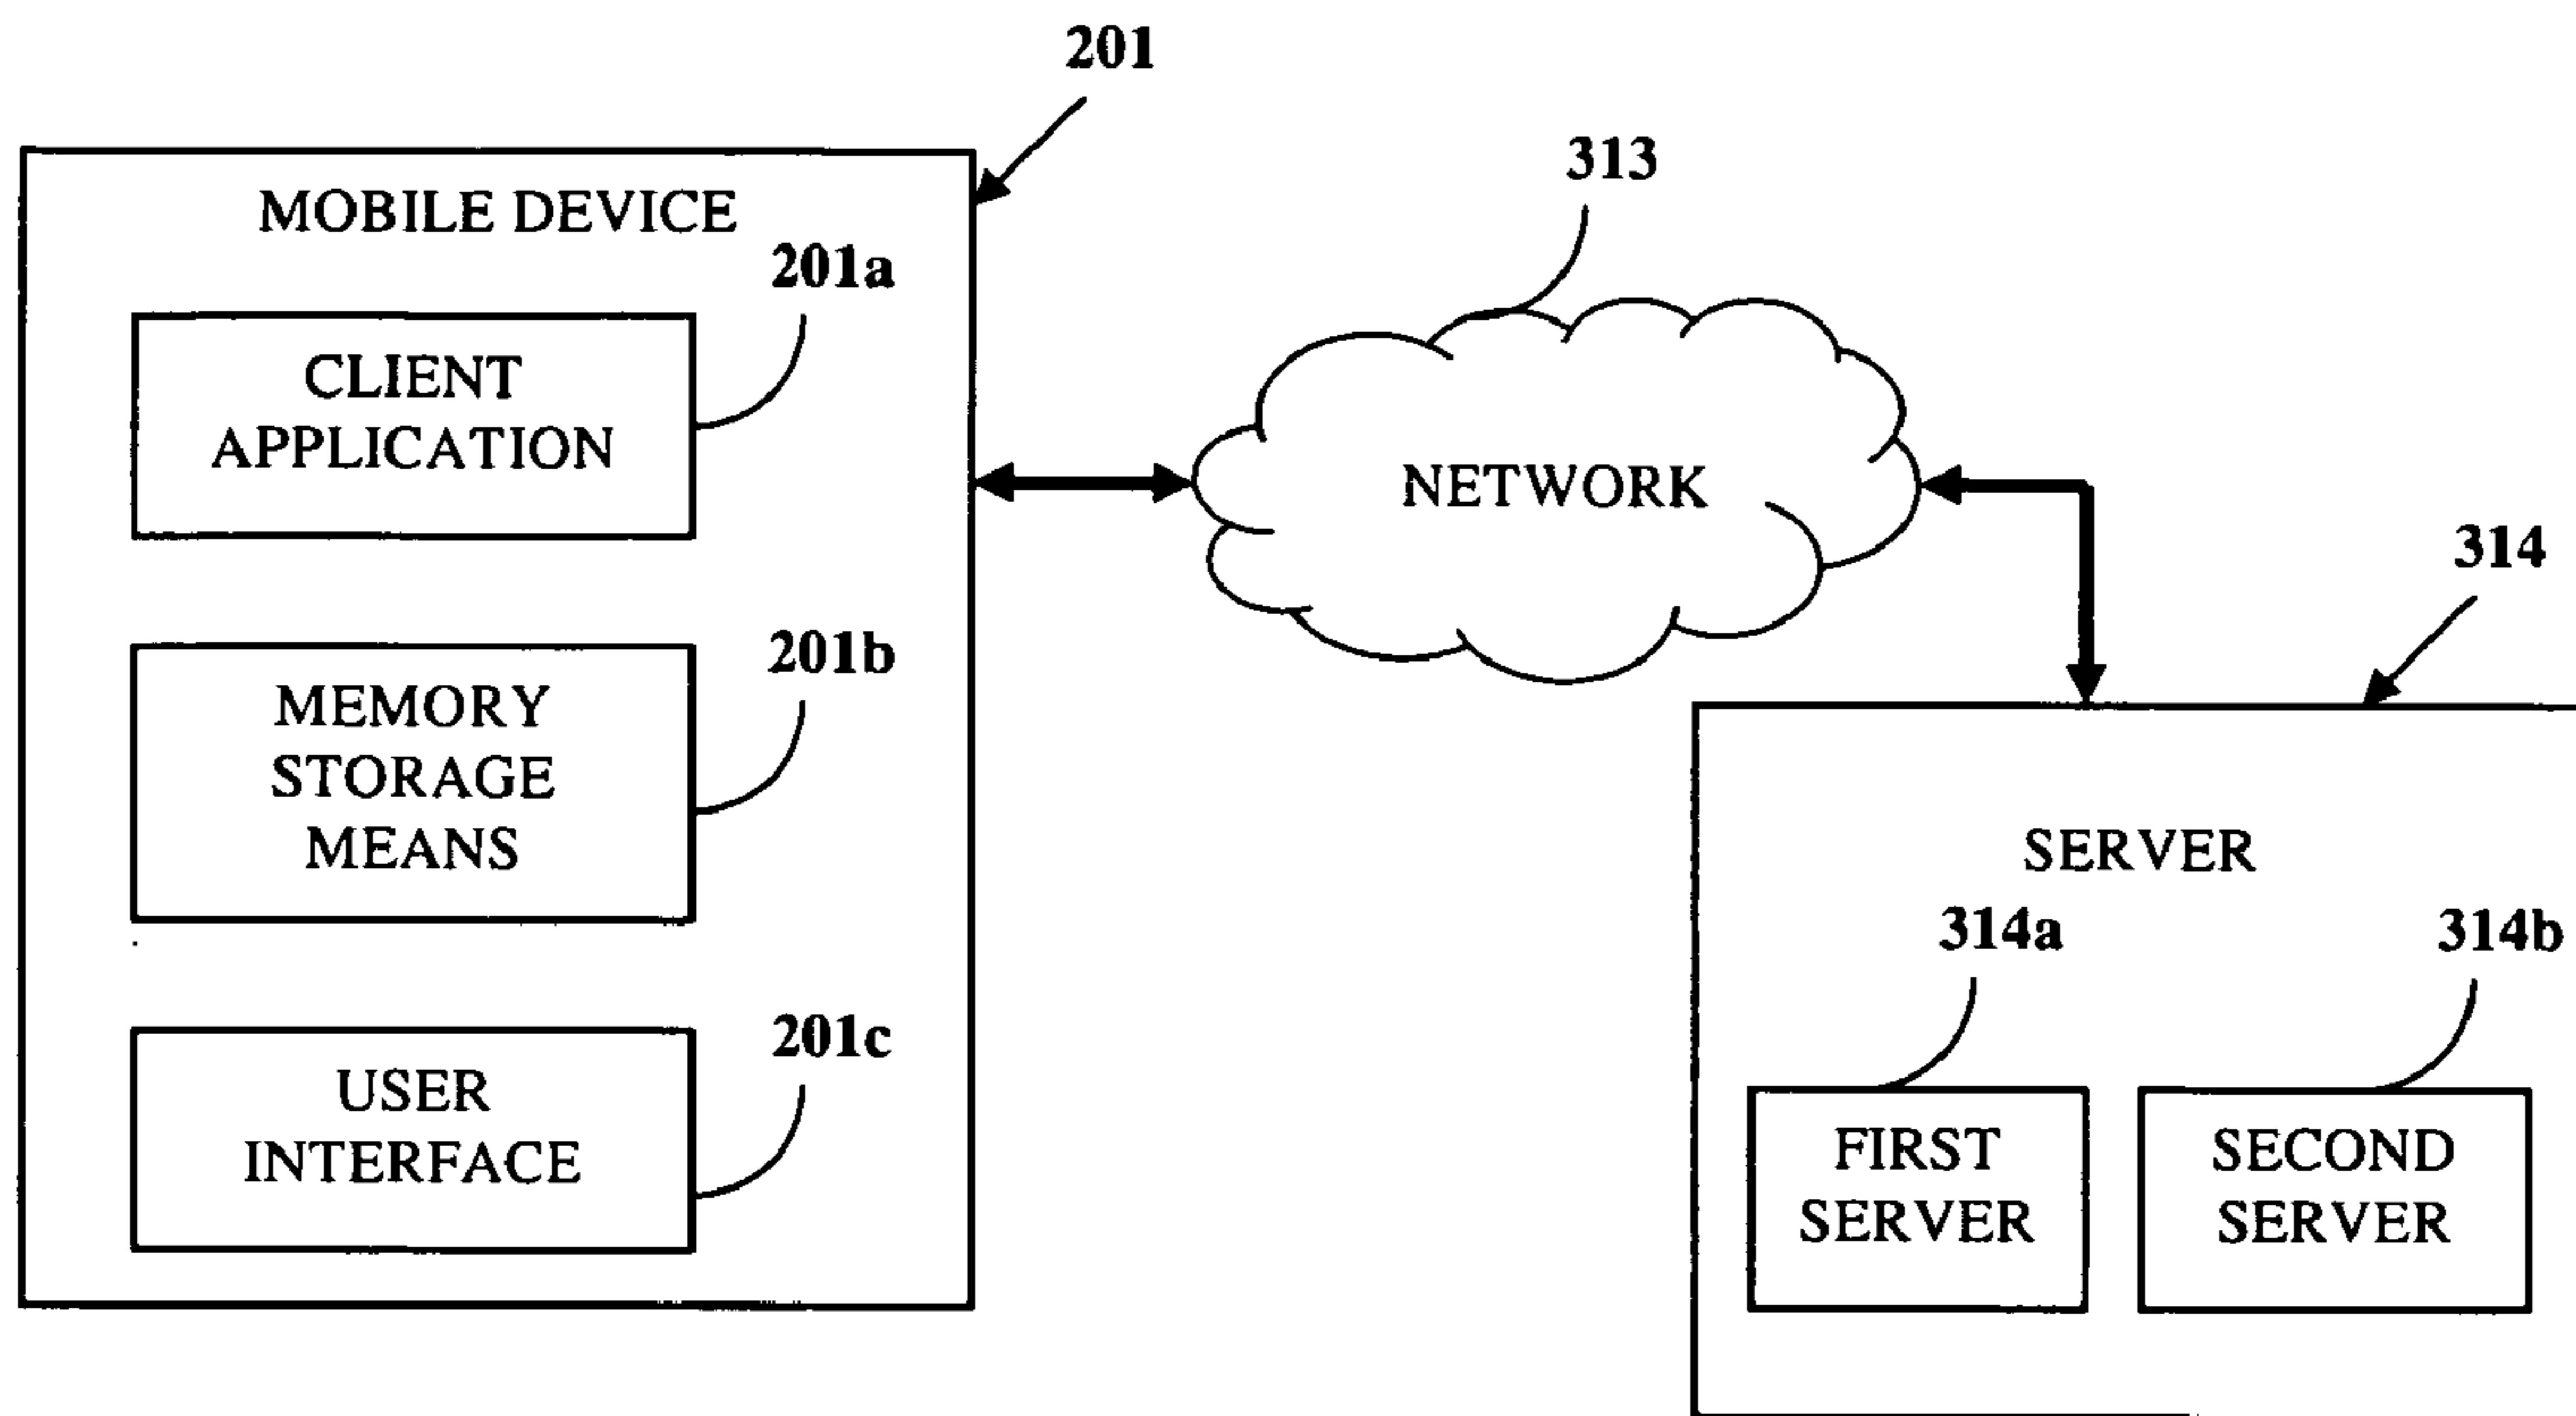 201
MOBILE DEVICE
201a
CLIENT
APPLICATION
201b
MEMORY
STORAGE
MEANS
201c
USER
INTERFACE
313
NETWORK
314
SERVER
314a
FIRST
SERVER
314b
SECOND
SERVER